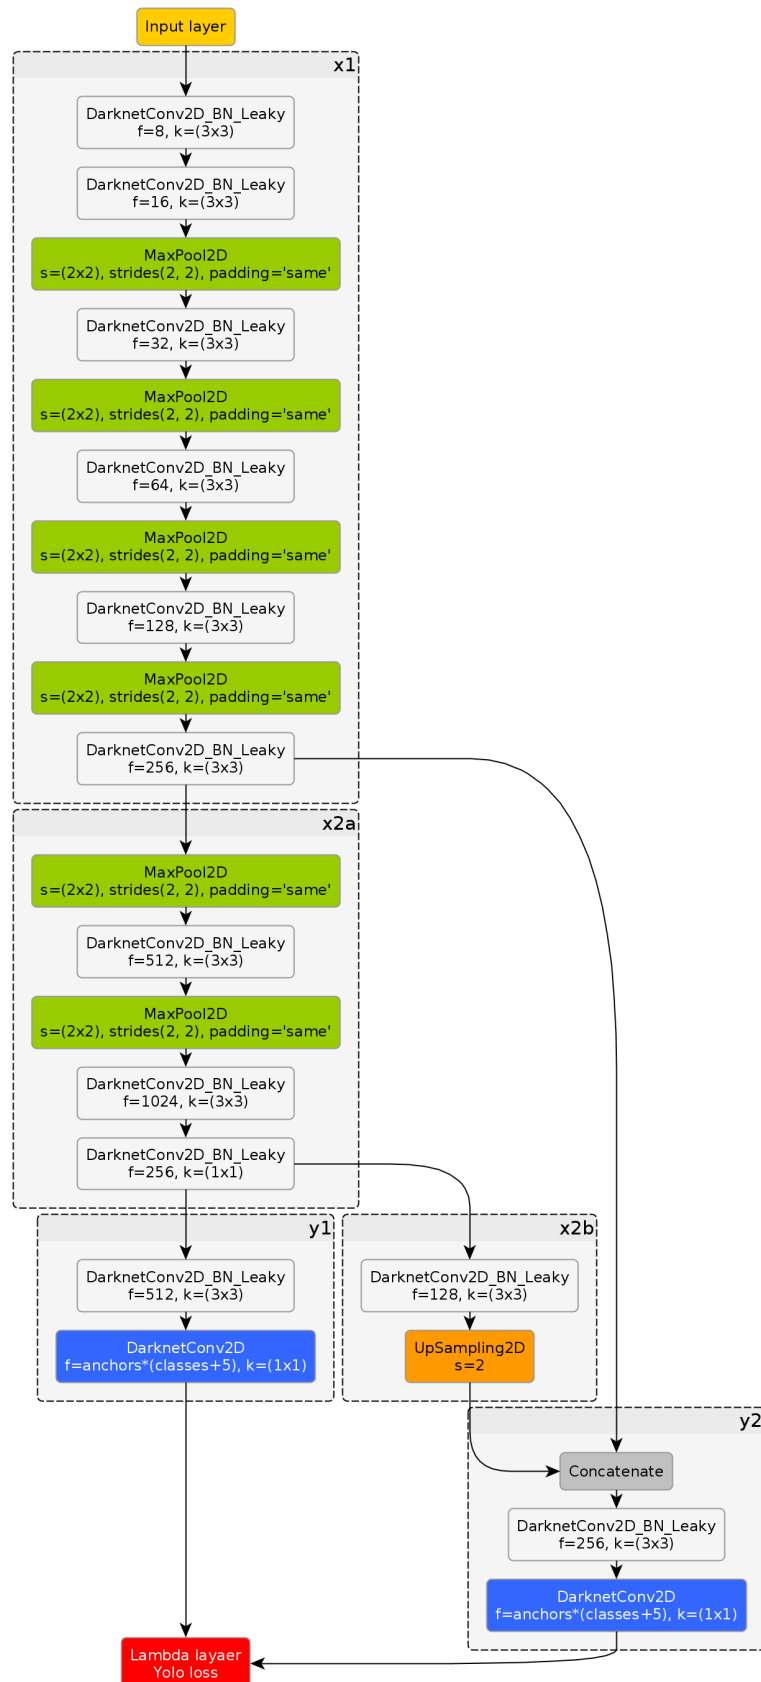 Input layer
x1
DarknetConv2D_BN_Leaky
f=8, k=(3x3)
DarknetConv2D_BN_Leaky
f=16, k=(3x3)
MaxPool2D
s=(2x2), strides(2, 2), padding='same'
DarknetConv2D_BN_Leaky
f=32, k=(3x3)
MaxPool2D
s=(2x2), strides(2, 2), padding='same'
DarknetConv2D_BN_Leaky
f=64, k=(3x3)
MaxPool2D
s=(2x2), strides(2, 2), padding='same'
DarknetConv2D_BN_Leaky
f=128, k=(3x3)
MaxPool2D
s=(2x2), strides(2, 2), padding='same'
DarknetConv2D_BN_Leaky
f=256, k=(3x3)
x2a
MaxPool2D
s=(2x2), strides(2, 2), padding='same'
DarknetConv2D_BN_Leaky
f=512, k=(3x3)
MaxPool2D
s=(2x2), strides(2, 2), padding='same'
DarknetConv2D_BN_Leaky
f=1024, k=(3x3)
DarknetConv2D_BN_Leaky
f=256, k=(1x1)
y1
DarknetConv2D_BN_Leaky
f=512, k=(3x3)
DarknetConv2D
f=anchors*(classes+5), k=(1x1)
x2b
DarknetConv2D_BN_Leaky
f=128, k=(3x3)
UpSampling2D
s=2
y2
Concatenate
DarknetConv2D_BN_Leaky
f=256, k=(3x3)
DarknetConv2D
f=anchors*(classes+5), k=(1x1)
Lambda layaer
Yolo loss